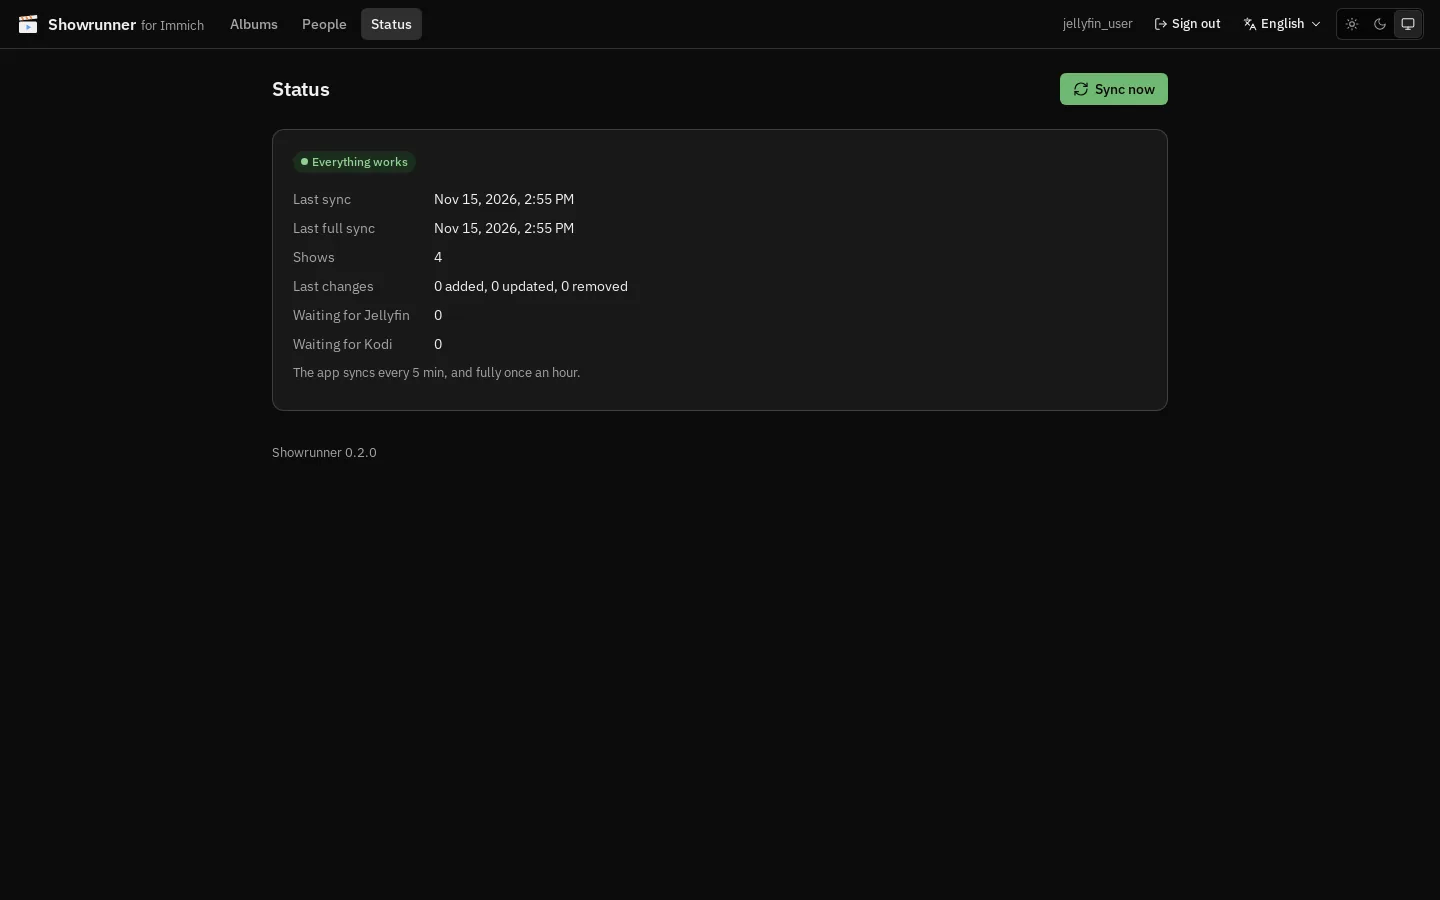 Showrunner for Immich Albums People Status jellyfin_user Sign out English
Status Sync now
Everything works
Last sync Nov 15, 2026, 2:55 PM
Last full sync Nov 15, 2026, 2:55 PM
Shows 4
Last changes 0 added, 0 updated, 0 removed
Waiting for Jellyfin 0
Waiting for Kodi 0
The app syncs every 5 min, and fully once an hour.
Showrunner 0.2.0